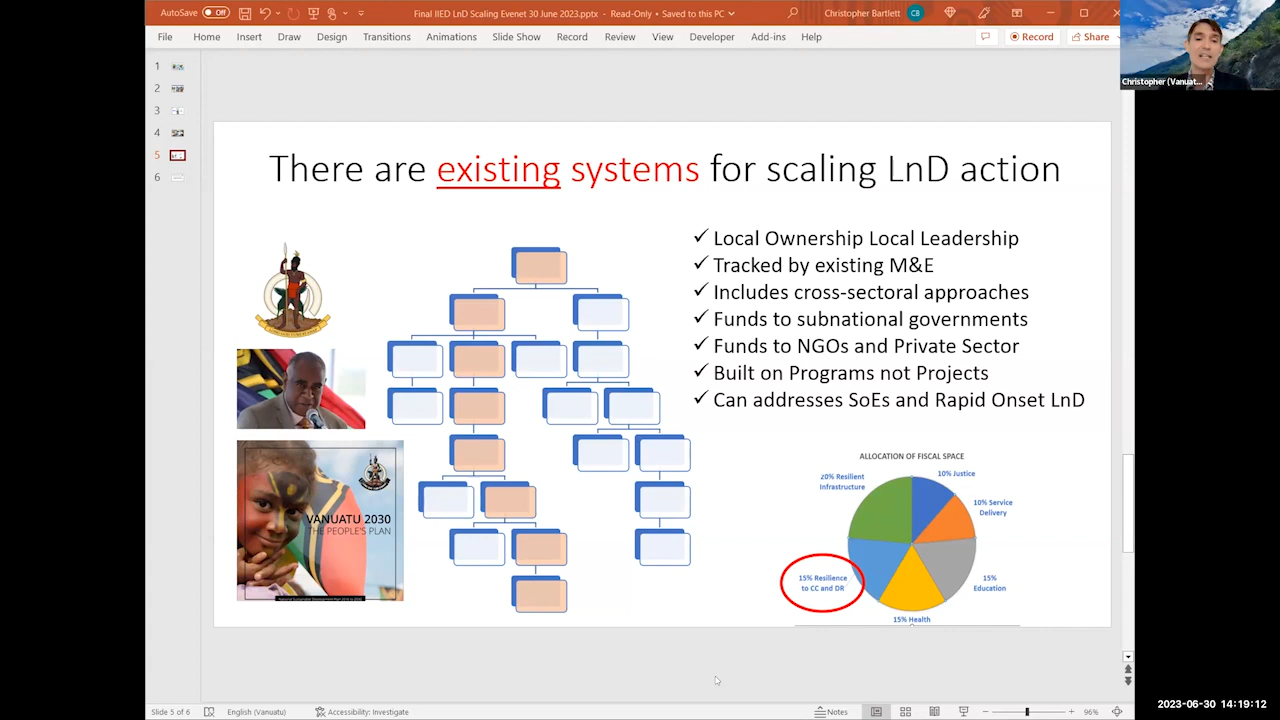 AutoSave Off
Final IIED LnD Scaling Evenet 30 June 2023.pptx - Read-Only • Saved to this PC
Christopher Bartlett CB
File Home Insert Draw Design Transitions Animations Slide Show Record Review View Developer Add-ins Help
Record
Share
Christopher (Vanuat...
1
2
3
4
5
6
There are existing systems for scaling LnD action
✓ Local Ownership Local Leadership
✓ Tracked by existing M&E
✓ Includes cross-sectoral approaches
✓ Funds to subnational governments
✓ Funds to NGOs and Private Sector
✓ Built on Programs not Projects
✓ Can addresses SoEs and Rapid Onset LnD
VANUATU 2030
THE PEOPLE'S PLAN
ALLOCATION OF FISCAL SPACE
20% Resilient
Infrastructure
10% Justice
10% Service
Delivery
15% Resilience
to CC and DR
15%
Education
15% Health
Slide 5 of 6
English (Vanuatu)
Accessibility: Investigate
Notes
96%
2023-06-30 14:19:12